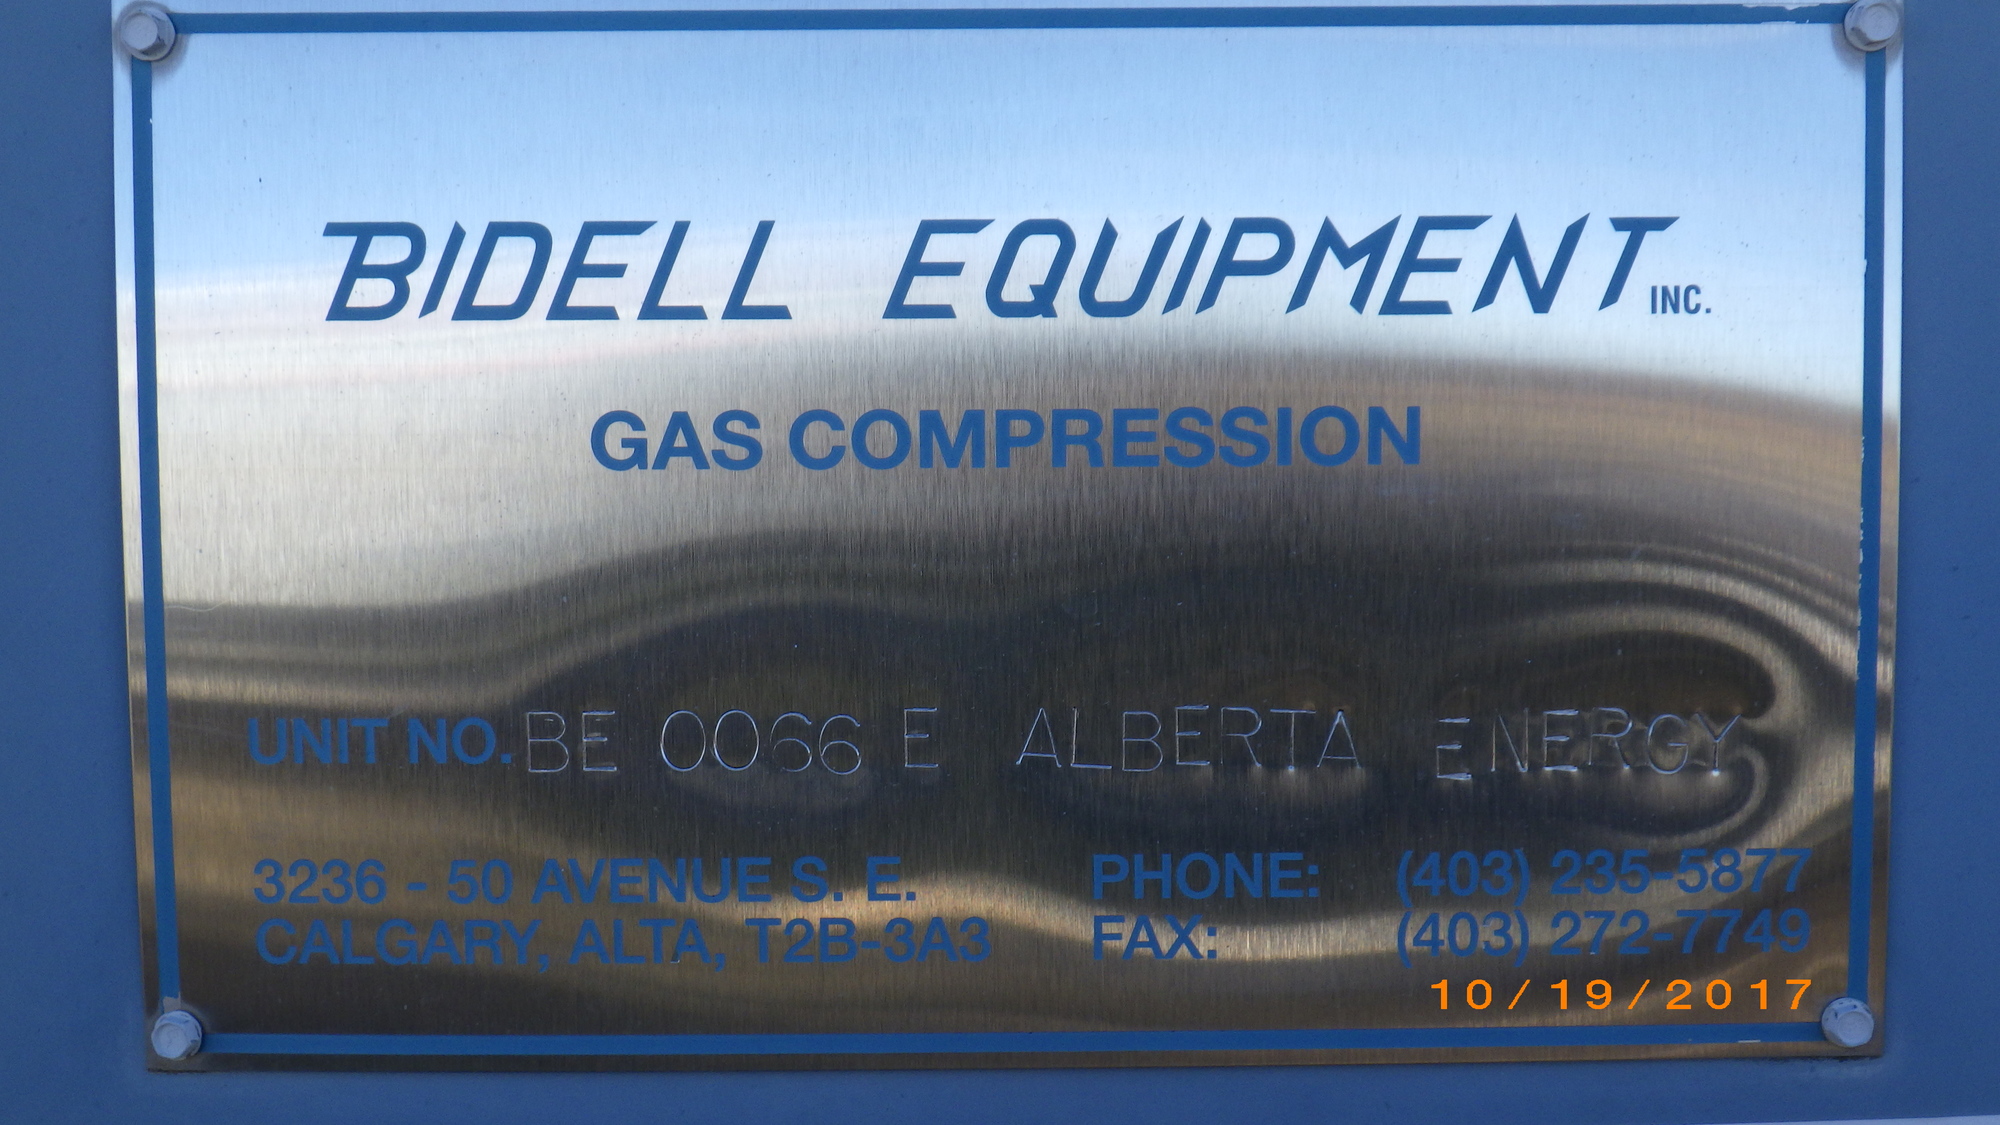 BIDELL EQUIPMENT INC.
GAS COMPRESSION
UNIT NO. BE 0066 E ALBERTA ENERGY
3236 - 50 AVENUE S. E. PHONE: (403) 235-5877
CALGARY, ALTA, T2B-3A3 FAX: (403) 272-7749
10/19/2017